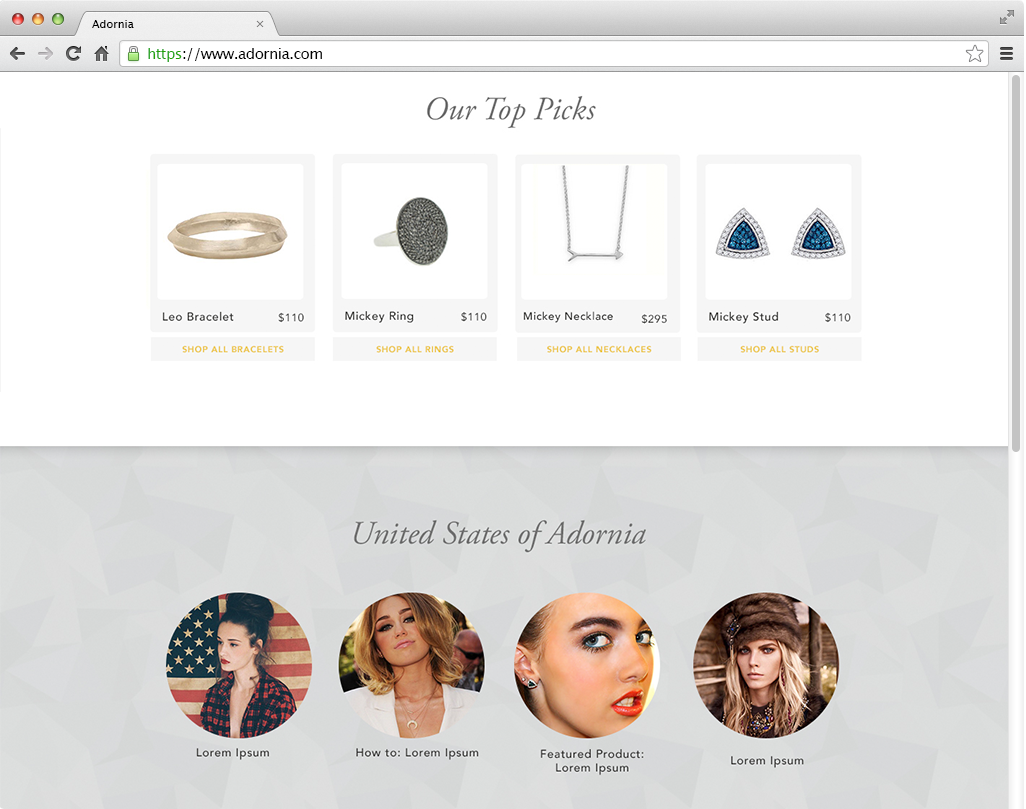 Adornia
https://www.adornia.com
Our Top Picks
Leo Bracelet $110
Mickey Ring $110
Mickey Necklace $295
Mickey Stud $110
SHOP ALL BRACELETS
SHOP ALL RINGS
SHOP ALL NECKLACES
SHOP ALL STUDS
United States of Adornia
Lorem Ipsum
How to: Lorem Ipsum
Featured Product:
Lorem Ipsum
Lorem Ipsum